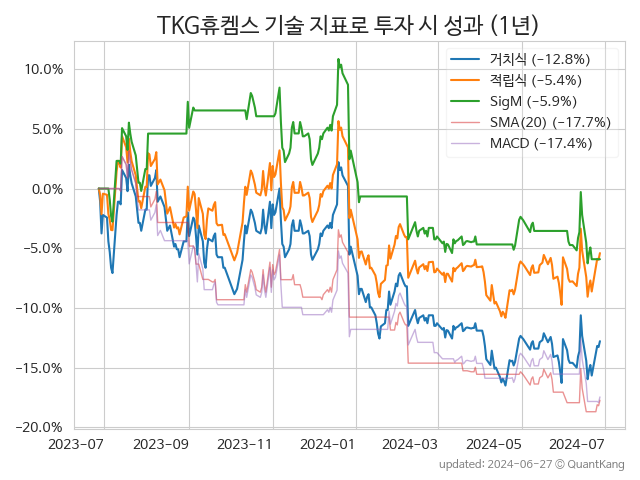 TKG휴켐스 기술 지표로 투자 시 성과 (1년)
거치식 (−12.8%)
적립식 (−5.4%)
SigM (−5.9%)
SMA(20) (−17.7%)
MACD (−17.4%)
10.0%
5.0%
0.0%
−5.0%
−10.0%
−15.0%
−20.0%
2023−07 2023−09 2023−11 2024−01 2024−03 2024−05 2024−07
updated: 2024−06−27 © QuantKang